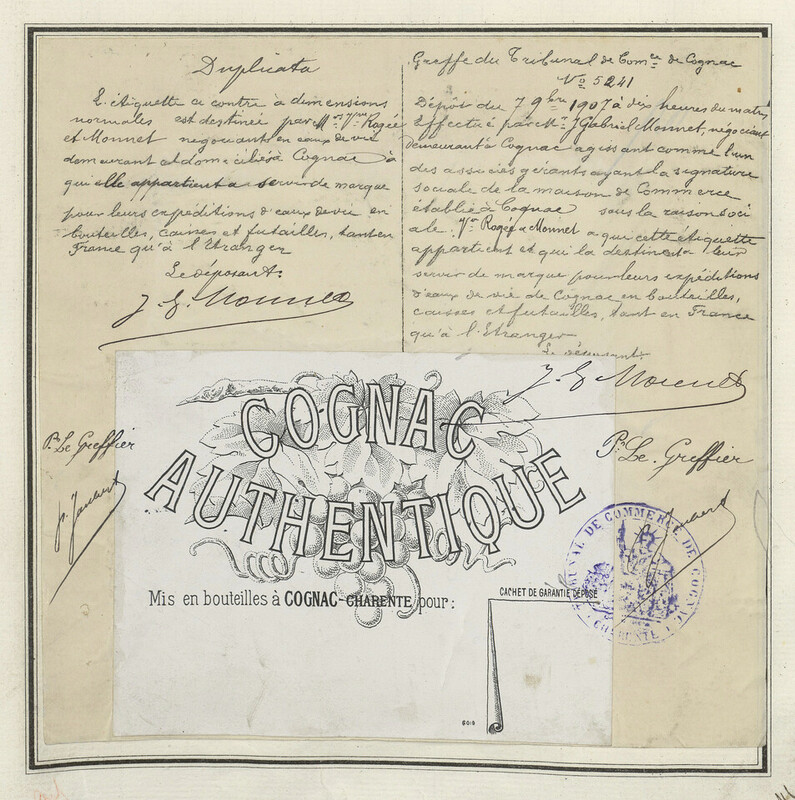 Duplicata
L'étiquette ci contre à dimensions
normales est destinée par Mrs Vve Rogée
et Monnet négociants en eaux de vie
demeurant et domiciliés à Cognac à
qui elle appartient à servir de marque
pour leurs expéditions d'eaux de vie en
bouteilles, caisses et futailles, tant en
France qu'à l'Etranger
Le déposant.
J. G. Monnet
Greffe du Tribunal de Comce de Cognac
No 5241
Dépôt du 7 9bre 1907 à dix heures du matin
effectué par Mr J Gabriel Monnet, négociant
demeurant à Cognac agissant comme l'un
des associés gérants ayant la signature
sociale de la maison de Commerce
établie à Cognac sous la raison soci
ale Vve Rogée & Monnet à qui cette étiquette
appartient et qui la destinent à leur
servir de marque pour leurs expéditions
d'eaux de vie de Cognac en bouteilles,
caisses et futailles, tant en France
qu'à l'Etranger
Le déposant.
J. G Monnet
Pr Le Greffier
Pr Le Greffier
COGNAC
AUTHENTIQUE
Mis en bouteilles à COGNAC-CHARENTE pour :
CACHET DE GARANTIE DÉPOSÉ
TRIBUNAL DE COMMERCE DE COGNAC
CHARENTE